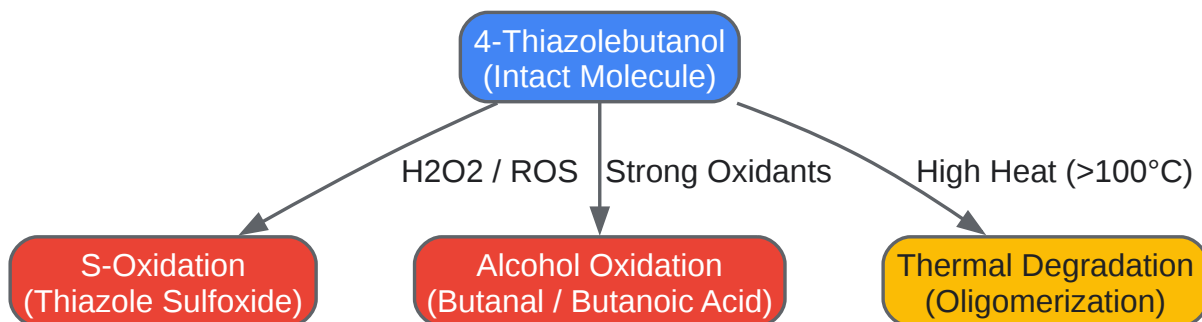 4-Thiazolebutanol
(Intact Molecule)
H2O2 / ROS
Strong Oxidants
High Heat (>100°C)
S-Oxidation
(Thiazole Sulfoxide)
Alcohol Oxidation
(Butanal / Butanoic Acid)
Thermal Degradation
(Oligomerization)